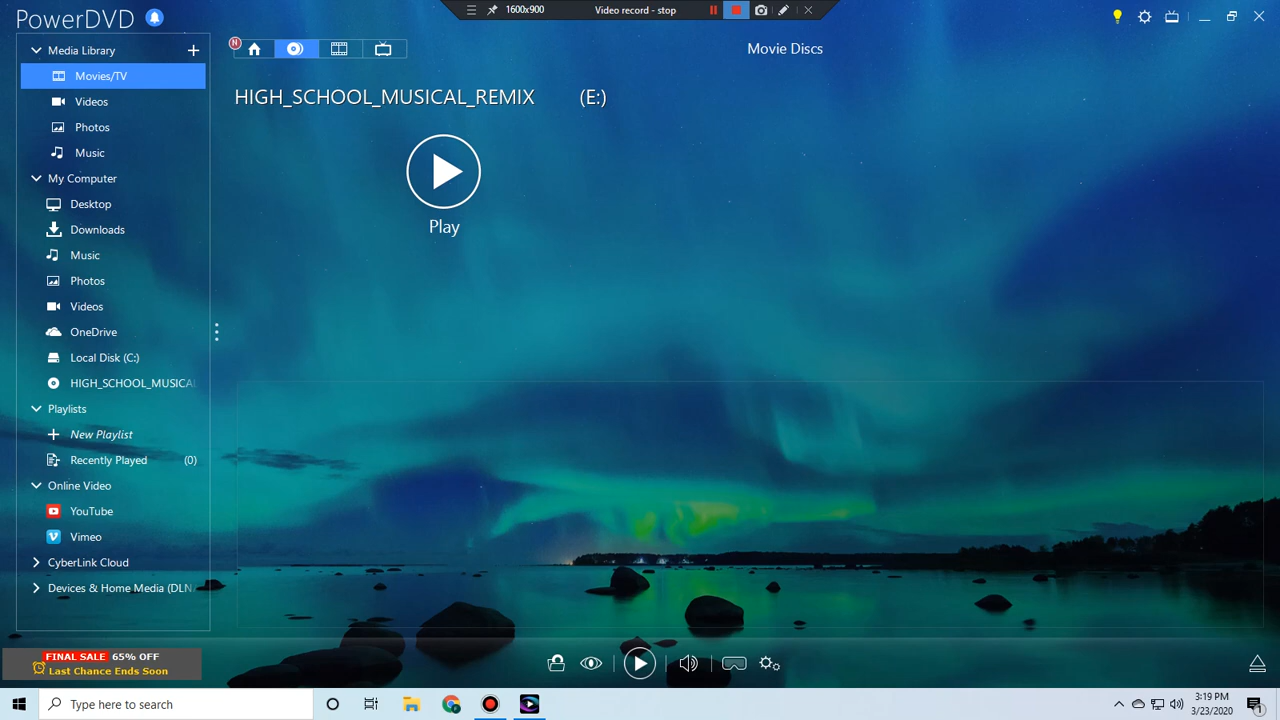 PowerDVD
1600x900
Video record - stop
Media Library
Movies/TV
Videos
Photos
Music
My Computer
Desktop
Downloads
Music
Photos
Videos
OneDrive
Local Disk (C:)
HIGH_SCHOOL_MUSICAL
Playlists
New Playlist
Recently Played (0)
Online Video
YouTube
Vimeo
CyberLink Cloud
Devices & Home Media (DLNA
FINAL SALE 65% OFF
Last Chance Ends Soon
N
Movie Discs
HIGH_SCHOOL_MUSICAL_REMIX (E:)
Play
Type here to search
3:19 PM
3/23/2020
1